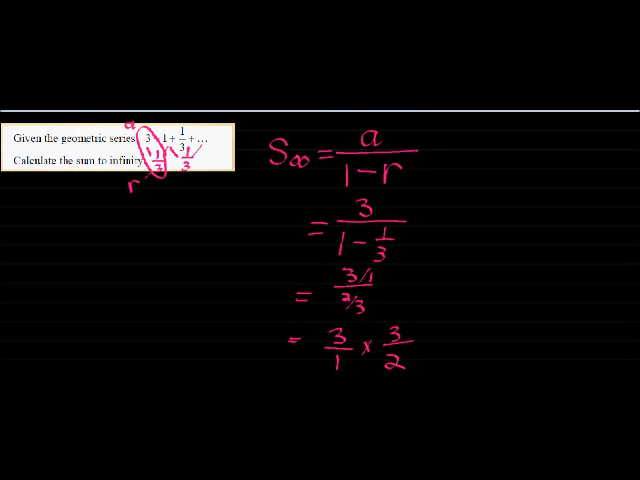 Given the geometric series 3 + 1 + 1/3 + ...
Calculate the sum to infinity
a
1/3 1/3
r
S∞ = a/(1-r)
= 3/(1 - 1/3)
= (3/1)/(2/3)
= 3/1 x 3/2